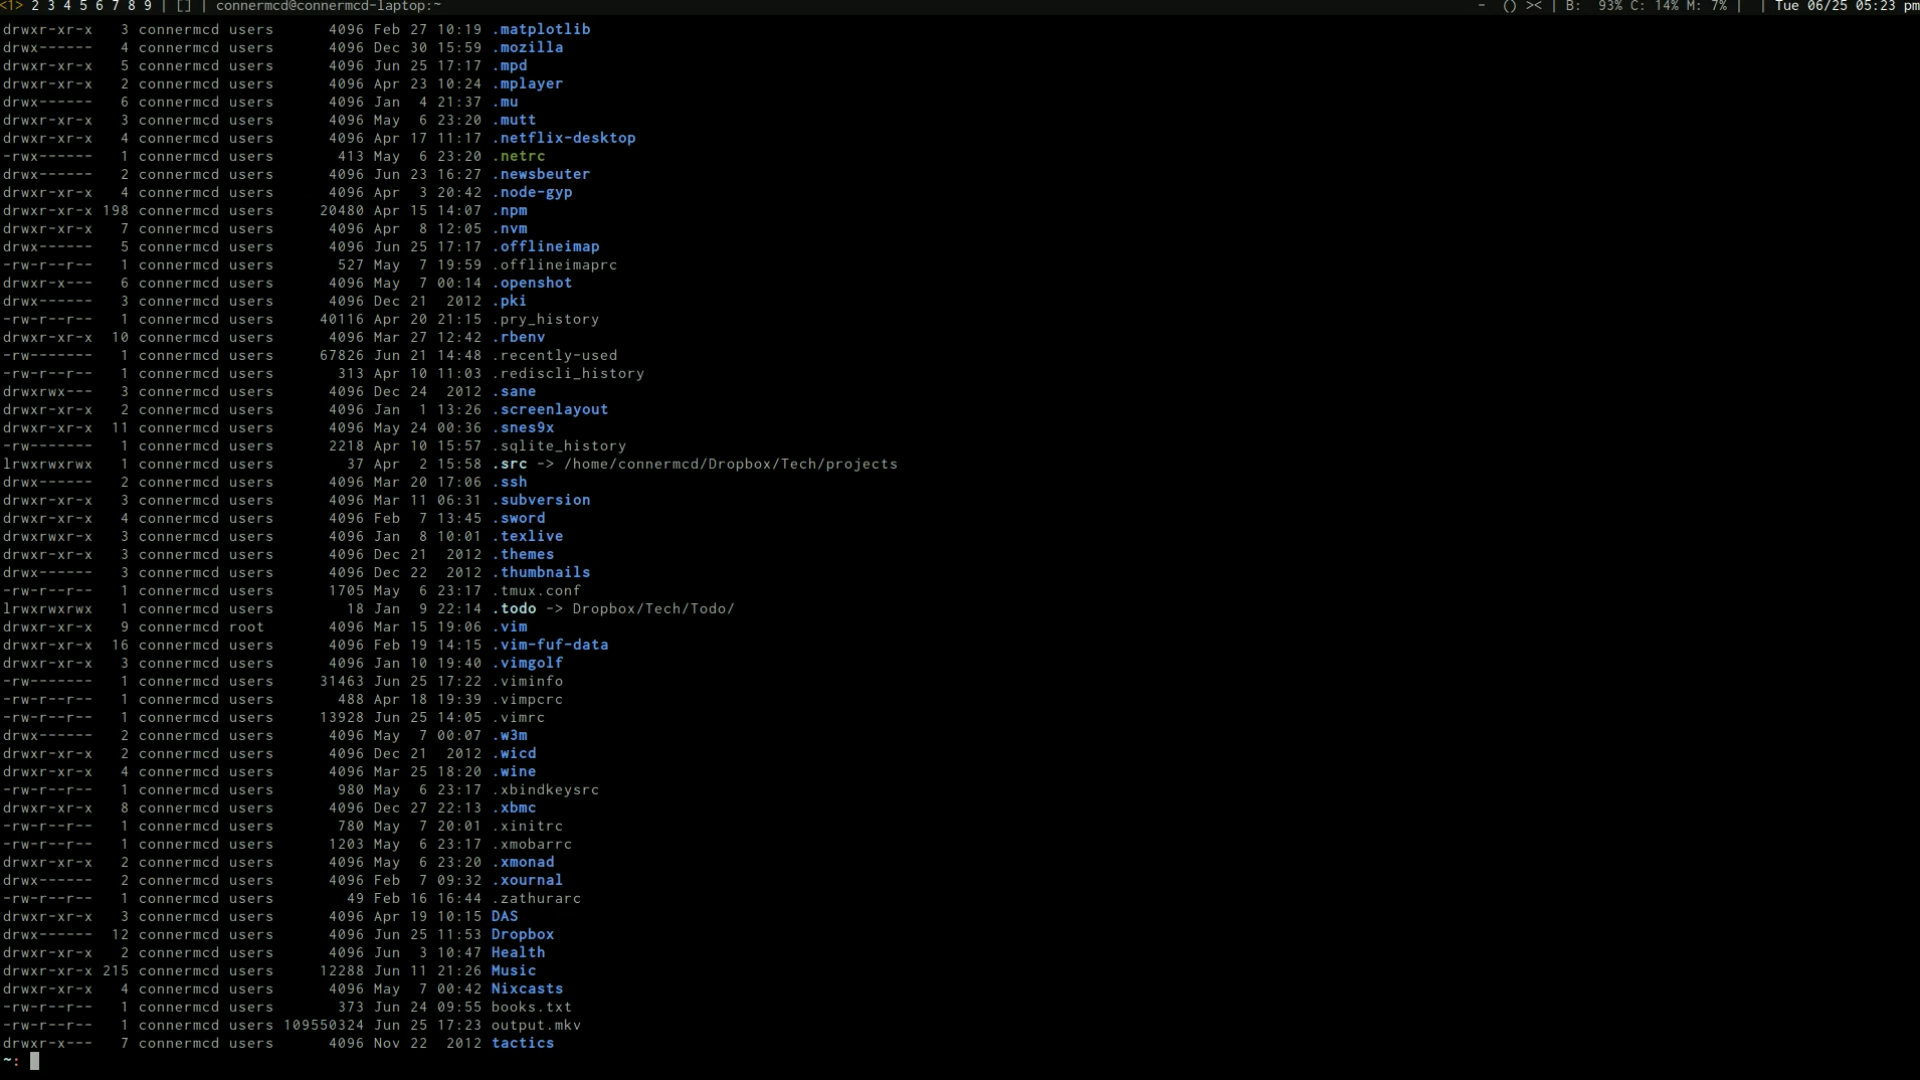 <1> 2 3 4 5 6 7 8 9 | [] | connermcd@connermcd-laptop:~ - () >< | B: 93% C: 14% M: 7% | | Tue 06/25 05:23 pm
drwxr-xr-x 3 connermcd users 4096 Feb 27 10:19 .matplotlib
drwx------ 4 connermcd users 4096 Dec 30 15:59 .mozilla
drwxr-xr-x 5 connermcd users 4096 Jun 25 17:17 .mpd
drwxr-xr-x 2 connermcd users 4096 Apr 23 10:24 .mplayer
drwx------ 6 connermcd users 4096 Jan 4 21:37 .mu
drwxr-xr-x 3 connermcd users 4096 May 6 23:20 .mutt
drwxr-xr-x 4 connermcd users 4096 Apr 17 11:17 .netflix-desktop
-rwx------ 1 connermcd users 413 May 6 23:20 .netrc
drwx------ 2 connermcd users 4096 Jun 23 16:27 .newsbeuter
drwxr-xr-x 4 connermcd users 4096 Apr 3 20:42 .node-gyp
drwxr-xr-x 198 connermcd users 20480 Apr 15 14:07 .npm
drwxr-xr-x 7 connermcd users 4096 Apr 8 12:05 .nvm
drwx------ 5 connermcd users 4096 Jun 25 17:17 .offlineimap
-rw-r--r-- 1 connermcd users 527 May 7 19:59 .offlineimaprc
drwxr-x--- 6 connermcd users 4096 May 7 00:14 .openshot
drwx------ 3 connermcd users 4096 Dec 21 2012 .pki
-rw-r--r-- 1 connermcd users 40116 Apr 20 21:15 .pry_history
drwxr-xr-x 10 connermcd users 4096 Mar 27 12:42 .rbenv
-rw------- 1 connermcd users 67826 Jun 21 14:48 .recently-used
-rw-r--r-- 1 connermcd users 313 Apr 10 11:03 .rediscli_history
drwxrwx--- 3 connermcd users 4096 Dec 24 2012 .sane
drwxr-xr-x 2 connermcd users 4096 Jan 1 13:26 .screenlayout
drwxr-xr-x 11 connermcd users 4096 May 24 00:36 .snes9x
-rw------- 1 connermcd users 2218 Apr 10 15:57 .sqlite_history
lrwxrwxrwx 1 connermcd users 37 Apr 2 15:58 .src -> /home/connermcd/Dropbox/Tech/projects
drwx------ 2 connermcd users 4096 Mar 20 17:06 .ssh
drwxr-xr-x 3 connermcd users 4096 Mar 11 06:31 .subversion
drwxr-xr-x 4 connermcd users 4096 Feb 7 13:45 .sword
drwxrwxr-x 3 connermcd users 4096 Jan 8 10:01 .texlive
drwxr-xr-x 3 connermcd users 4096 Dec 21 2012 .themes
drwx------ 3 connermcd users 4096 Dec 22 2012 .thumbnails
-rw-r--r-- 1 connermcd users 1705 May 6 23:17 .tmux.conf
lrwxrwxrwx 1 connermcd users 18 Jan 9 22:14 .todo -> Dropbox/Tech/Todo/
drwxr-xr-x 9 connermcd root 4096 Mar 15 19:06 .vim
drwxr-xr-x 16 connermcd users 4096 Feb 19 14:15 .vim-fuf-data
drwxr-xr-x 3 connermcd users 4096 Jan 10 19:40 .vimgolf
-rw------- 1 connermcd users 31463 Jun 25 17:22 .viminfo
-rw-r--r-- 1 connermcd users 488 Apr 18 19:39 .vimpcrc
-rw-r--r-- 1 connermcd users 13928 Jun 25 14:05 .vimrc
drwx------ 2 connermcd users 4096 May 7 00:07 .w3m
drwxr-xr-x 2 connermcd users 4096 Dec 21 2012 .wicd
drwxr-xr-x 4 connermcd users 4096 Mar 25 18:20 .wine
-rw-r--r-- 1 connermcd users 980 May 6 23:17 .xbindkeysrc
drwxr-xr-x 8 connermcd users 4096 Dec 27 22:13 .xbmc
-rw-r--r-- 1 connermcd users 780 May 7 20:01 .xinitrc
-rw-r--r-- 1 connermcd users 1203 May 6 23:17 .xmobarrc
drwxr-xr-x 2 connermcd users 4096 May 6 23:20 .xmonad
drwx------ 2 connermcd users 4096 Feb 7 09:32 .xournal
-rw-r--r-- 1 connermcd users 49 Feb 16 16:44 .zathurarc
drwxr-xr-x 3 connermcd users 4096 Apr 19 10:15 DAS
drwx------ 12 connermcd users 4096 Jun 25 11:53 Dropbox
drwxr-xr-x 2 connermcd users 4096 Jun 3 10:47 Health
drwxr-xr-x 215 connermcd users 12288 Jun 11 21:26 Music
drwxr-xr-x 4 connermcd users 4096 May 7 00:42 Nixcasts
-rw-r--r-- 1 connermcd users 373 Jun 24 09:55 books.txt
-rw-r--r-- 1 connermcd users 109550324 Jun 25 17:23 output.mkv
drwxr-x--- 7 connermcd users 4096 Nov 22 2012 tactics
~: